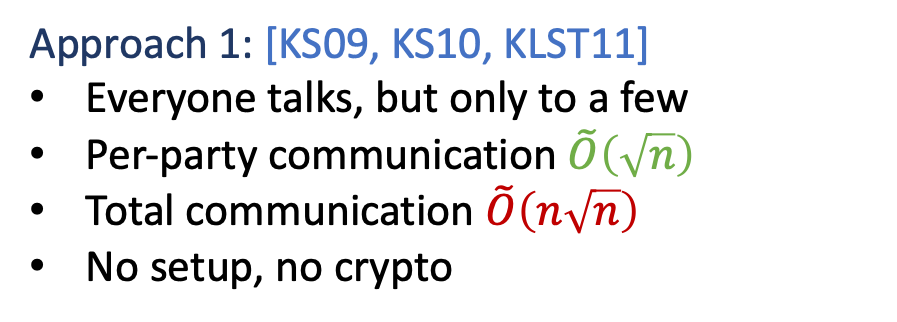 Approach 1: [KS09, KS10, KLST11]
• Everyone talks, but only to a few
• Per-party communication Õ(√n)
• Total communication Õ(n√n)
• No setup, no crypto